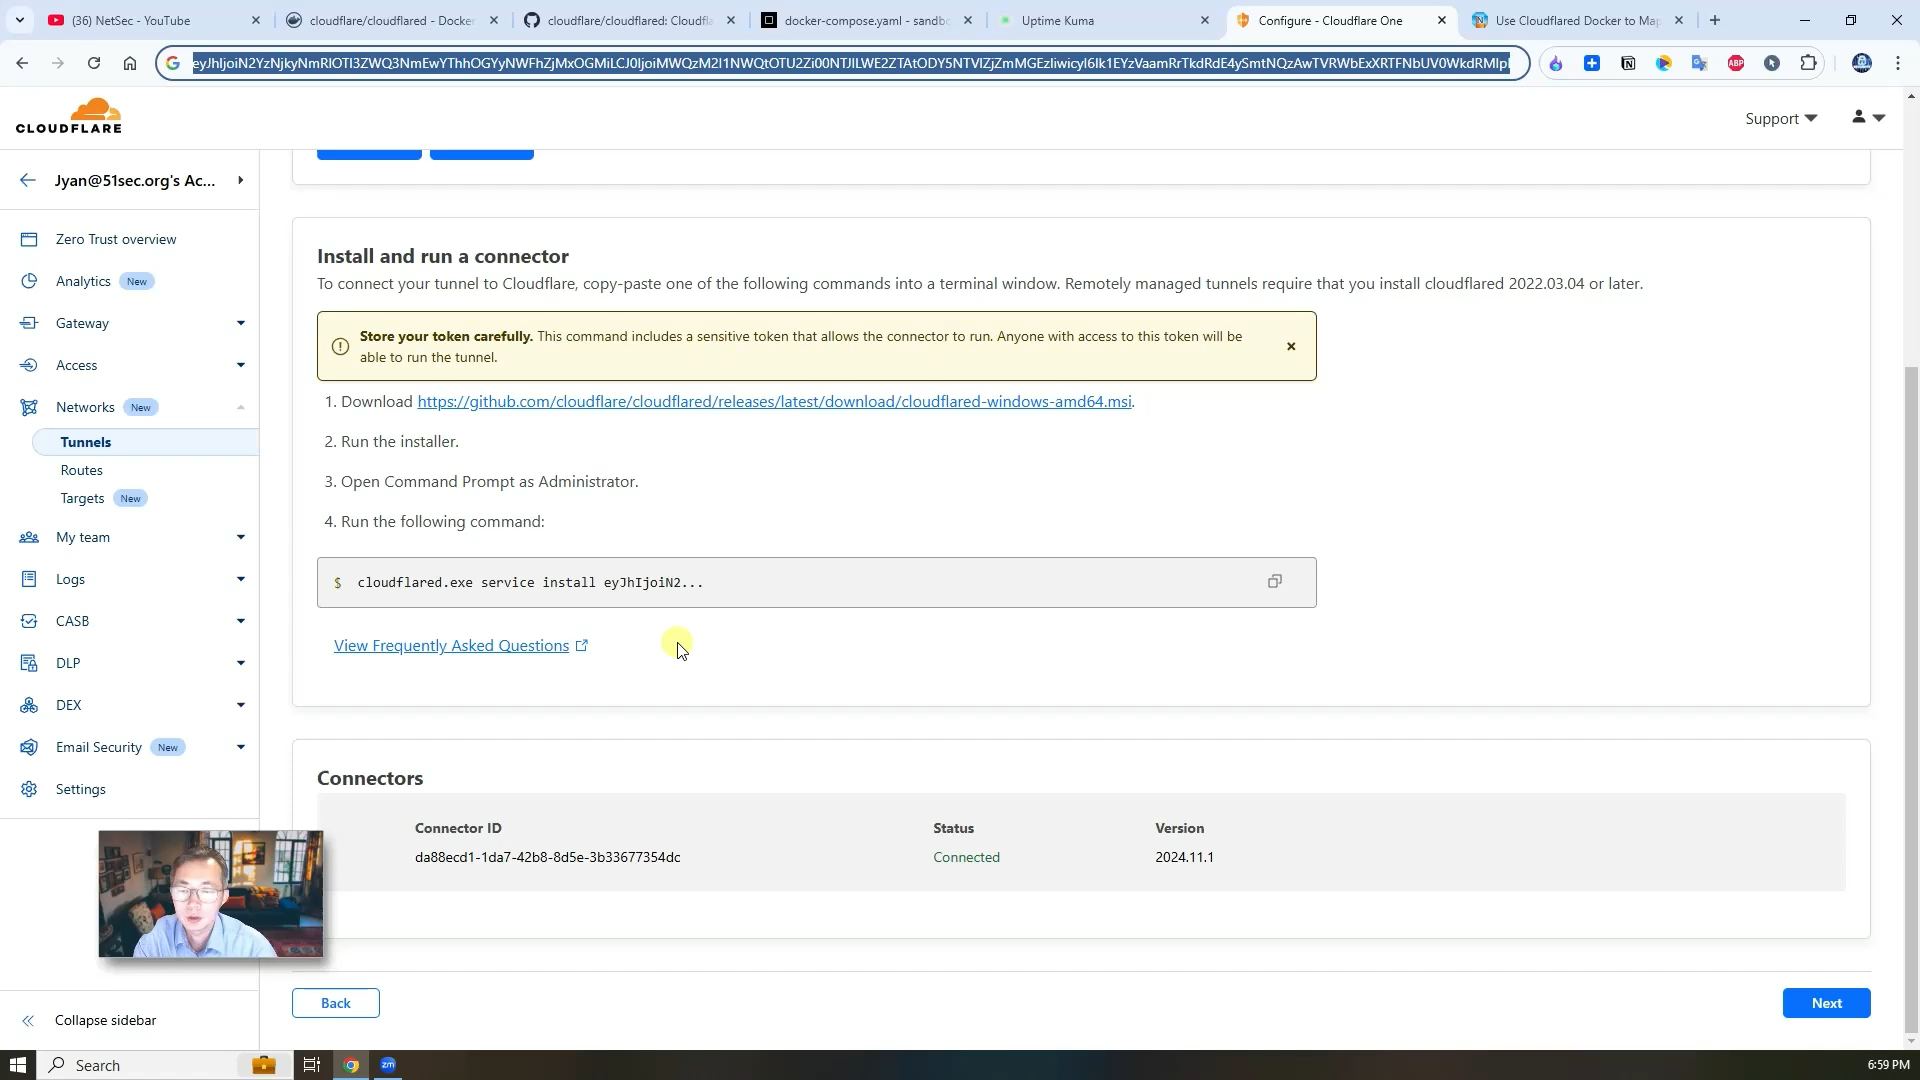 (36) NetSec - YouTube
cloudflare/cloudflared - Docker
cloudflare/cloudflared: Cloudfla
docker-compose.yaml - sandbo
Uptime Kuma
Configure - Cloudflare One
Use Cloudflared Docker to Map
CLOUDFLARE
Support
Jyan@51sec.org's Ac...
Zero Trust overview
Analytics New
Gateway
Access
Networks New
Tunnels
Routes
Targets New
My team
Logs
CASB
DLP
DEX
Email Security New
Settings
Collapse sidebar
Install and run a connector
To connect your tunnel to Cloudflare, copy-paste one of the following commands into a terminal window. Remotely managed tunnels require that you install cloudflared 2022.03.04 or later.
Store your token carefully. This command includes a sensitive token that allows the connector to run. Anyone with access to this token will be
able to run the tunnel.
1. Download https://github.com/cloudflare/cloudflared/releases/latest/download/cloudflared-windows-amd64.msi.
2. Run the installer.
3. Open Command Prompt as Administrator.
4. Run the following command:
$ cloudflared.exe service install eyJhIjoiN2...
View Frequently Asked Questions
Connectors
Connector ID Status Version
da88ecd1-1da7-42b8-8d5e-3b33677354dc Connected 2024.11.1
Back
Next
Search
zm
6:59 PM